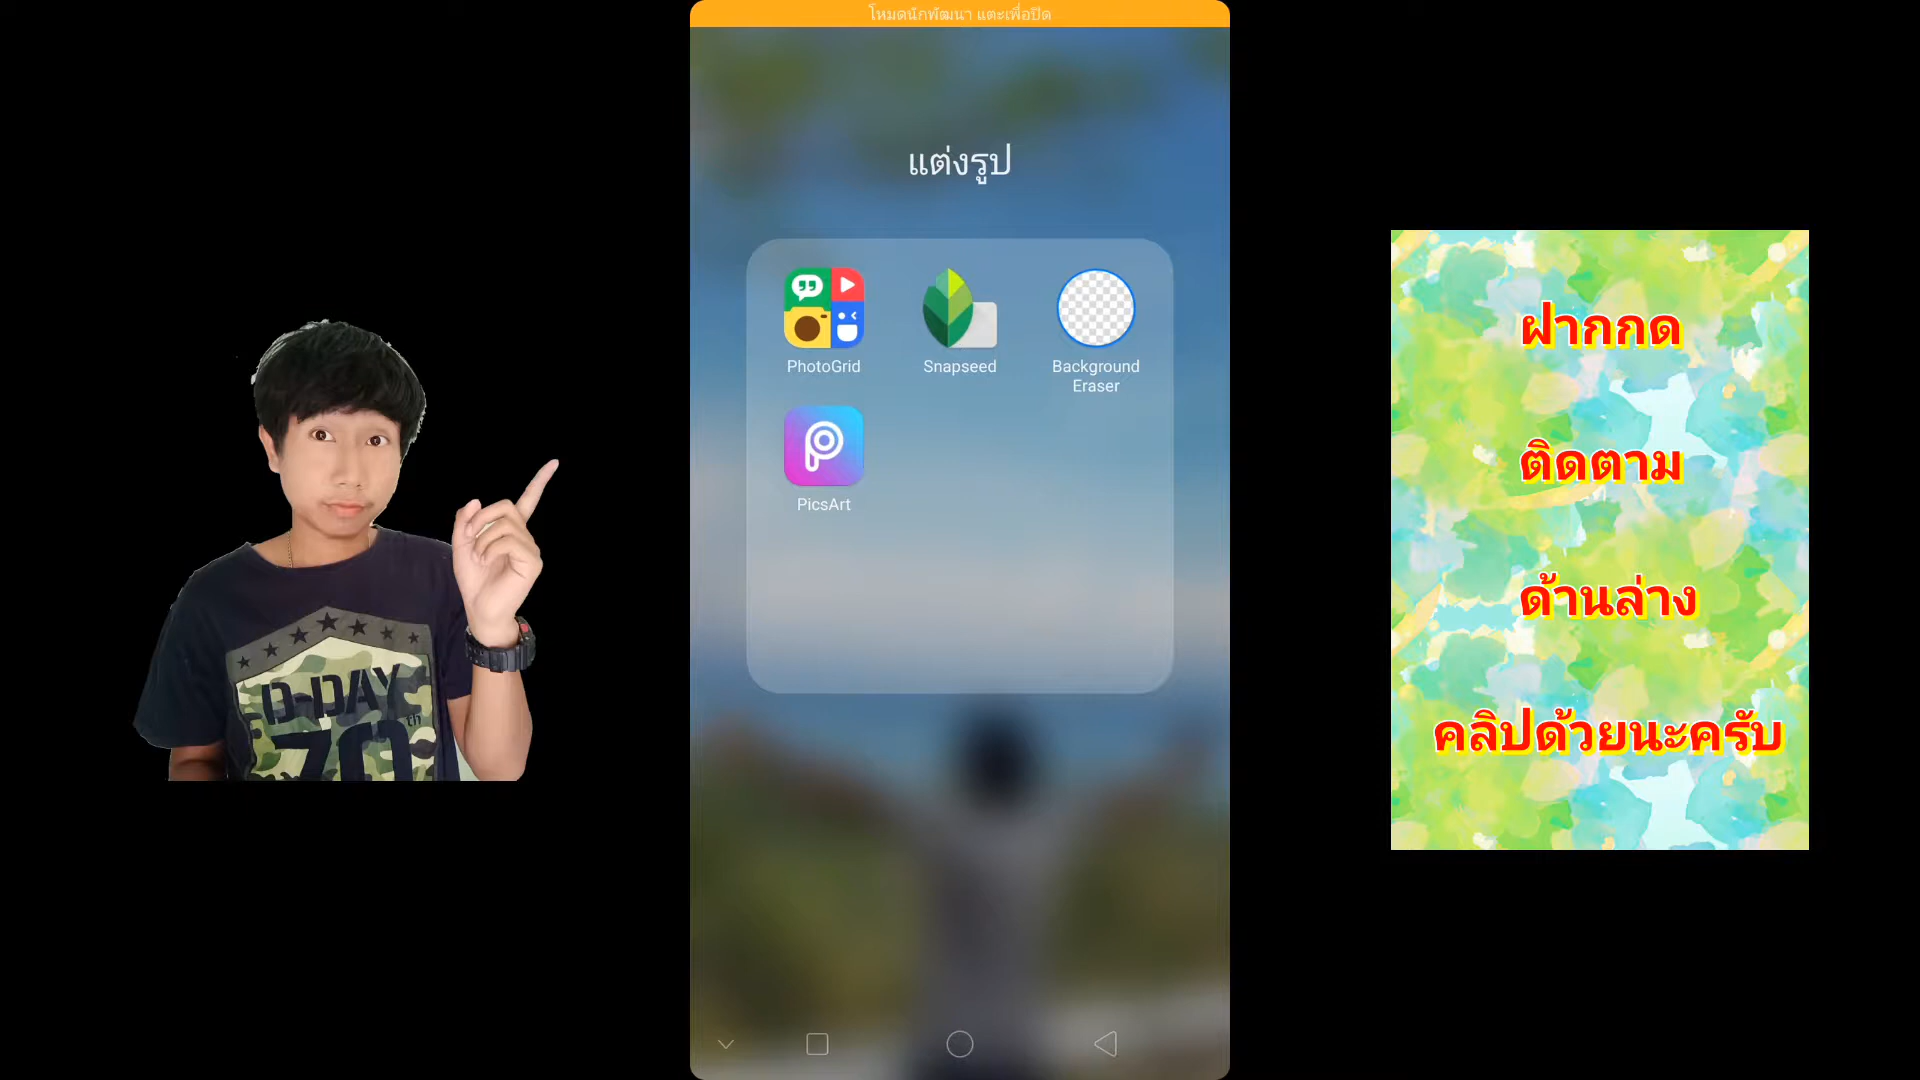 โหมดนักพัฒนา แตะเพื่อปิด
แต่งรูป
PhotoGrid
Snapseed
Background
Eraser
PicsArt
D-DAY
70th
ฝากกด
ติดตาม
ด้านล่าง
คลิปด้วยนะครับ